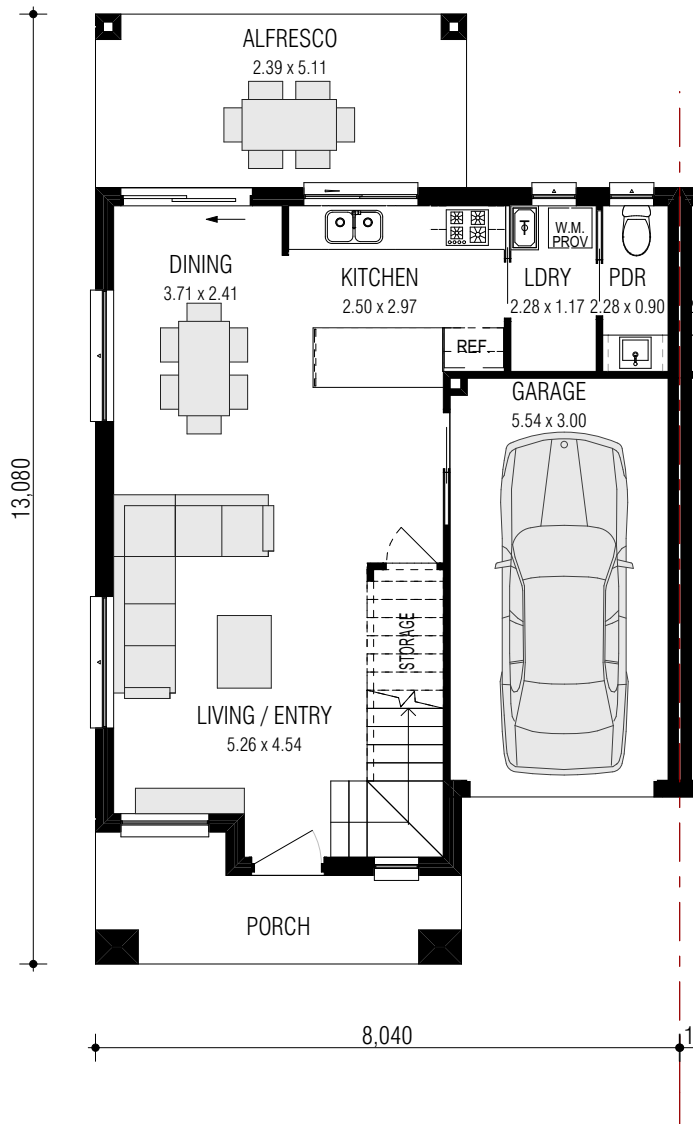 ALFRESCO
2.39 x 5.11
W.M.
PROV
DINING
3.71 x 2.41
KITCHEN
2.50 x 2.97
LDRY
2.28 x 1.17
PDR
2.28 x 0.90
REF.
GARAGE
5.54 x 3.00
13,080
STORAGE
LIVING / ENTRY
5.26 x 4.54
PORCH
8,040
1